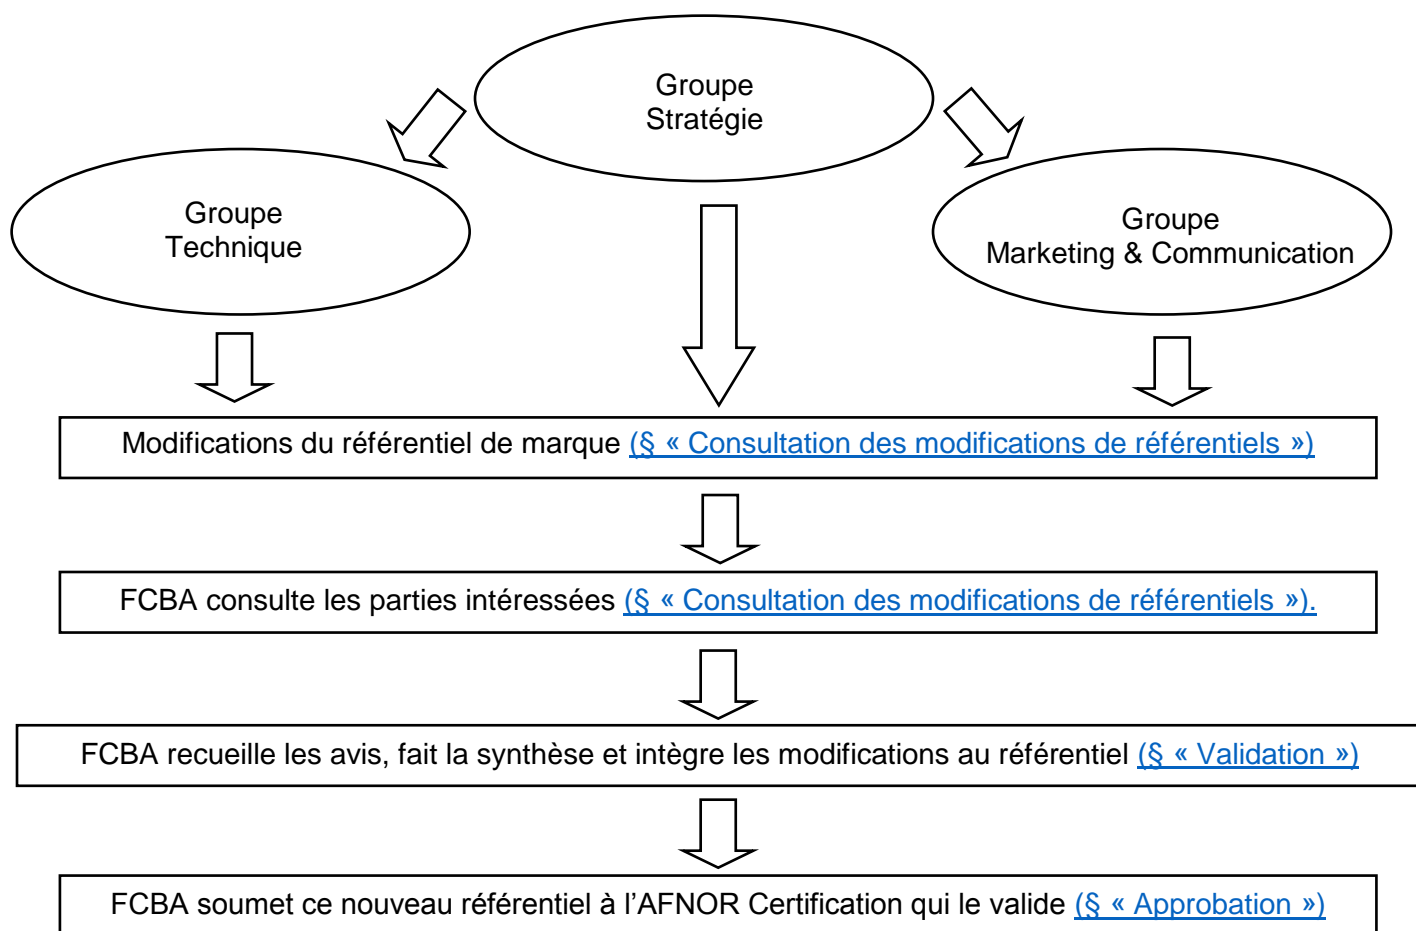 Groupe
Stratégie
Groupe
Technique
Groupe
Marketing & Communication
Modifications du référentiel de marque (§ « Consultation des modifications de référentiels »)
FCBA consulte les parties intéressées (§ « Consultation des modifications de référentiels »).
FCBA recueille les avis, fait la synthèse et intègre les modifications au référentiel (§ « Validation »)
FCBA soumet ce nouveau référentiel à l’AFNOR Certification qui le valide (§ « Approbation »)